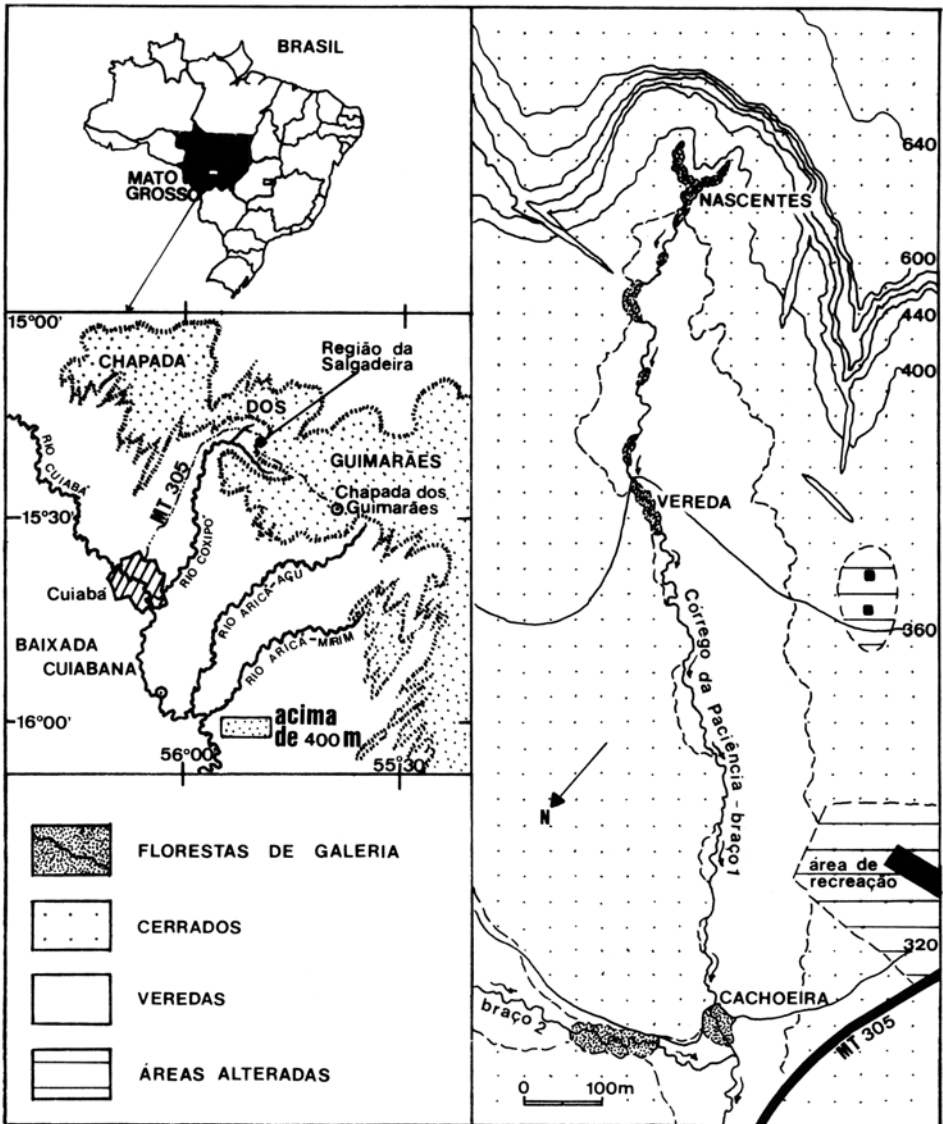 BRASIL
MATO
GROSSO
15°00'
CHAPADA
Região da
Salgadeira
DOS
GUIMARÃES
RIO CUIABÁ
MT 305
Chapada dos
Guimarães
15°30'
RIO COXIPÓ
Cuiabá
RIO ARICA-AÇU
BAIXADA
CUIABANA
RIO ARICA-MIRIM
16°00'
acima
de 400 m
56°00'
55°30'
FLORESTAS DE GALERIA
CERRADOS
VEREDAS
ÁREAS ALTERADAS
640
NASCENTES
600
440
400
VEREDA
360
Córrego da Paciência - braço 1
N
área de
recreação
320
CACHOEIRA
braço 2
MT 305
0 100m